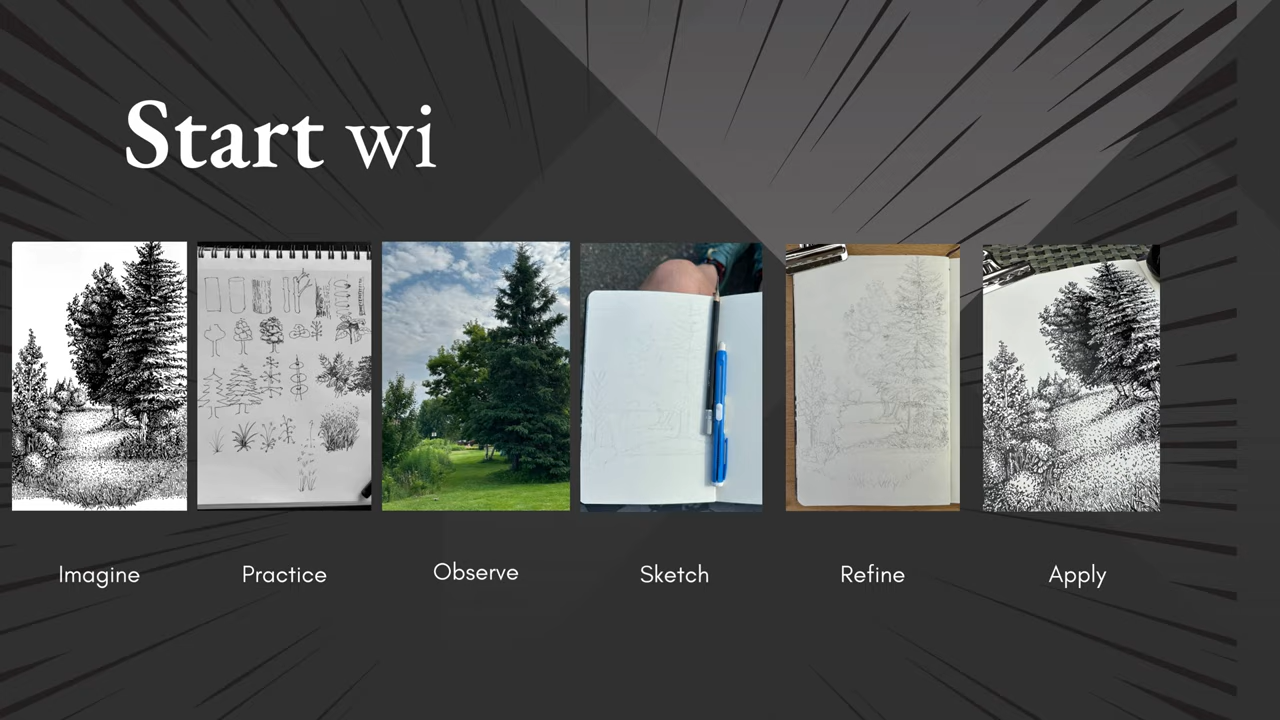 Start wi
Imagine
Practice
Observe
Sketch
Refine
Apply